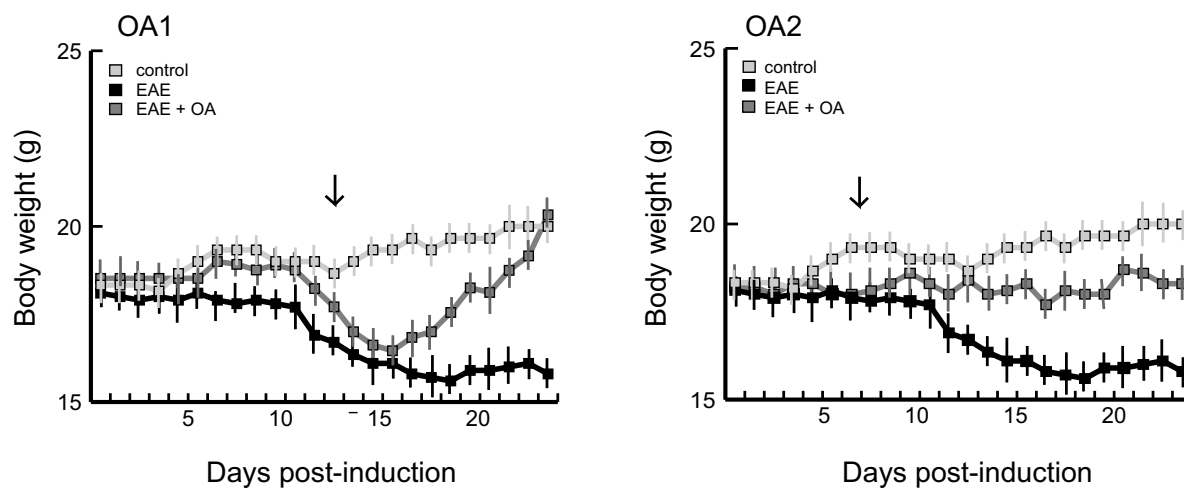 OA1
25
control
EAE
EAE + OA
20
15
Body weight (g)
5
10
15
20
Days post-induction
OA2
25
control
EAE
EAE + OA
20
15
Body weight (g)
5
10
15
20
Days post-induction